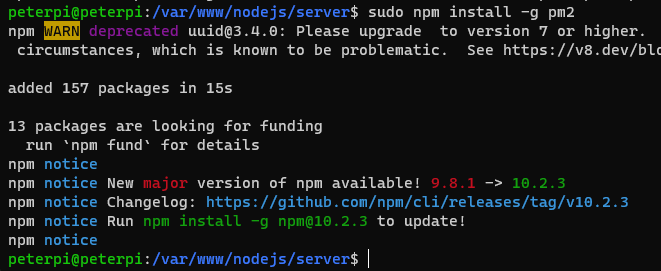 peterpi@peterpi:/var/www/nodejs/server$ sudo npm install -g pm2
npm WARN deprecated uuid@3.4.0: Please upgrade  to version 7 or higher.
 circumstances, which is known to be problematic.  See https://v8.dev/blo
added 157 packages in 15s
13 packages are looking for funding
  run `npm fund` for details
npm notice
npm notice New major version of npm available! 9.8.1 -> 10.2.3
npm notice Changelog: https://github.com/npm/cli/releases/tag/v10.2.3
npm notice Run npm install -g npm@10.2.3 to update!
npm notice
peterpi@peterpi:/var/www/nodejs/server$